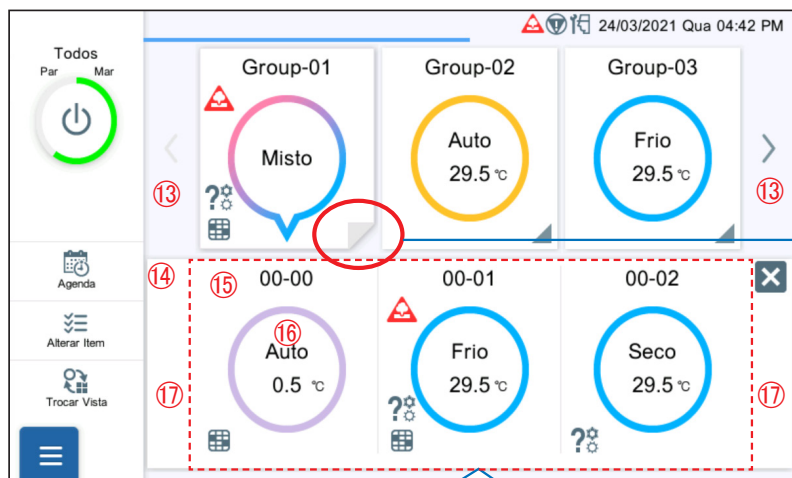 24/03/2021 Qua 04:42 PM
Todos
Par Mar
Group-01
Group-02
Group-03
Misto
Auto
29.5 °C
Frio
29.5 °C
⑬
⑬
?
Agenda
Alterar Item
Trocar Vista
⑭
⑮
00-00
00-01
00-02
⑯
Auto
0.5 °C
Frio
29.5 °C
Seco
29.5 °C
⑰
⑰
?
?